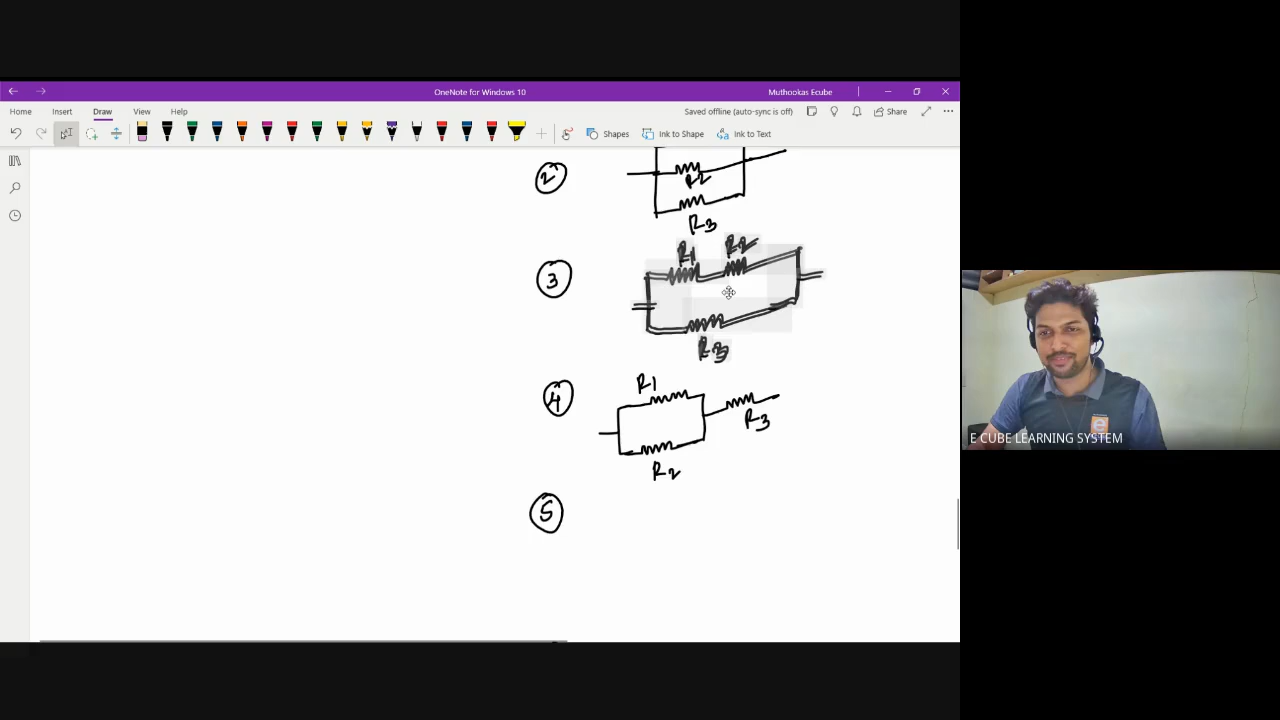 OneNote for Windows 10
Muthookas Ecube
Home Insert Draw View Help
Saved offline (auto-sync is off)
Share
Shapes
Ink to Shape
Ink to Text
2
R2
R3
3
R1 R2
R3
4
R1
R3
R2
5
E CUBE LEARNING SYSTEM